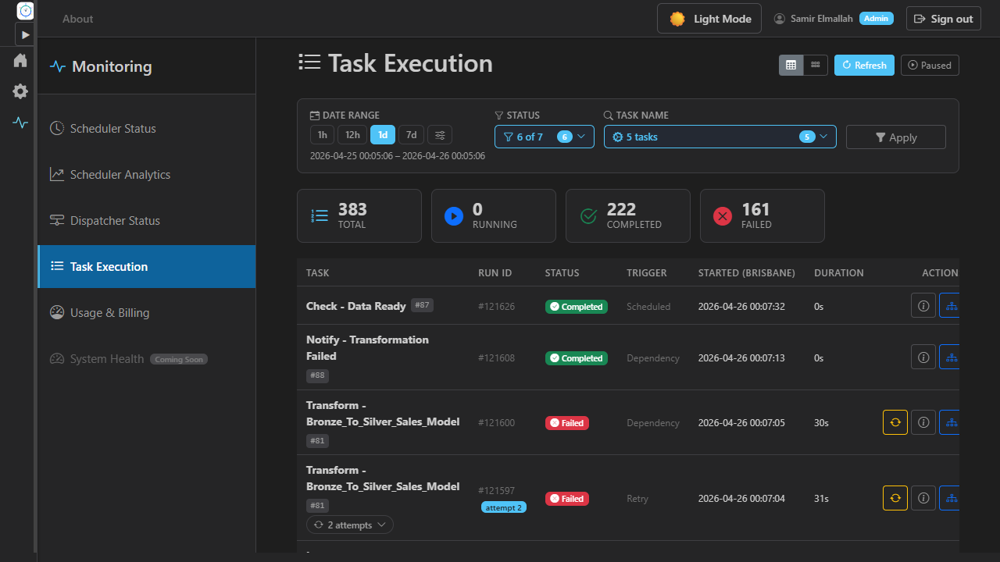 About
Light Mode
Samir Elmallah
Admin
Sign out
Monitoring
Scheduler Status
Scheduler Analytics
Dispatcher Status
Task Execution
Usage & Billing
System Health
Coming Soon
Task Execution
Refresh
Paused
DATE RANGE
1h
12h
1d
7d
2026-04-25 00:05:06 – 2026-04-26 00:05:06
STATUS
6 of 7
6
TASK NAME
5 tasks
5
Apply
383
TOTAL
0
RUNNING
222
COMPLETED
161
FAILED
TASK RUN ID STATUS TRIGGER STARTED (BRISBANE) DURATION ACTION
Check - Data Ready #87 #121626 Completed Scheduled 2026-04-26 00:07:32 0s
Notify - Transformation
Failed
#88
#121608 Completed Dependency 2026-04-26 00:07:13 0s
Transform -
Bronze_To_Silver_Sales_Model
#81
#121600 Failed Dependency 2026-04-26 00:07:05 30s
Transform -
Bronze_To_Silver_Sales_Model
#81
2 attempts
#121597
attempt 2
Failed Retry 2026-04-26 00:07:04 31s